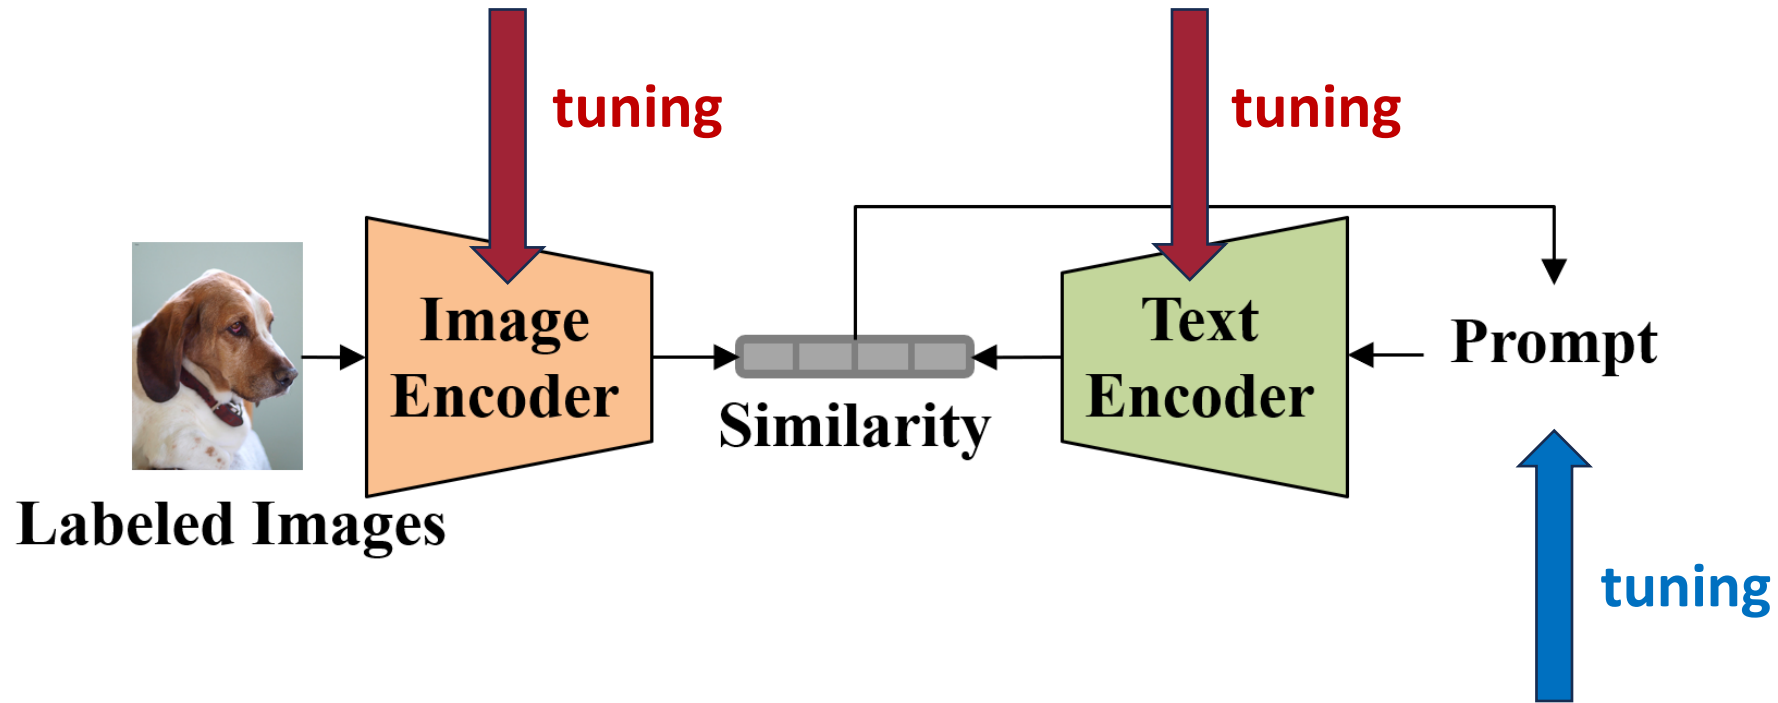 tuning
tuning
Image
Encoder
Text
Encoder
Prompt
Similarity
Labeled Images
tuning